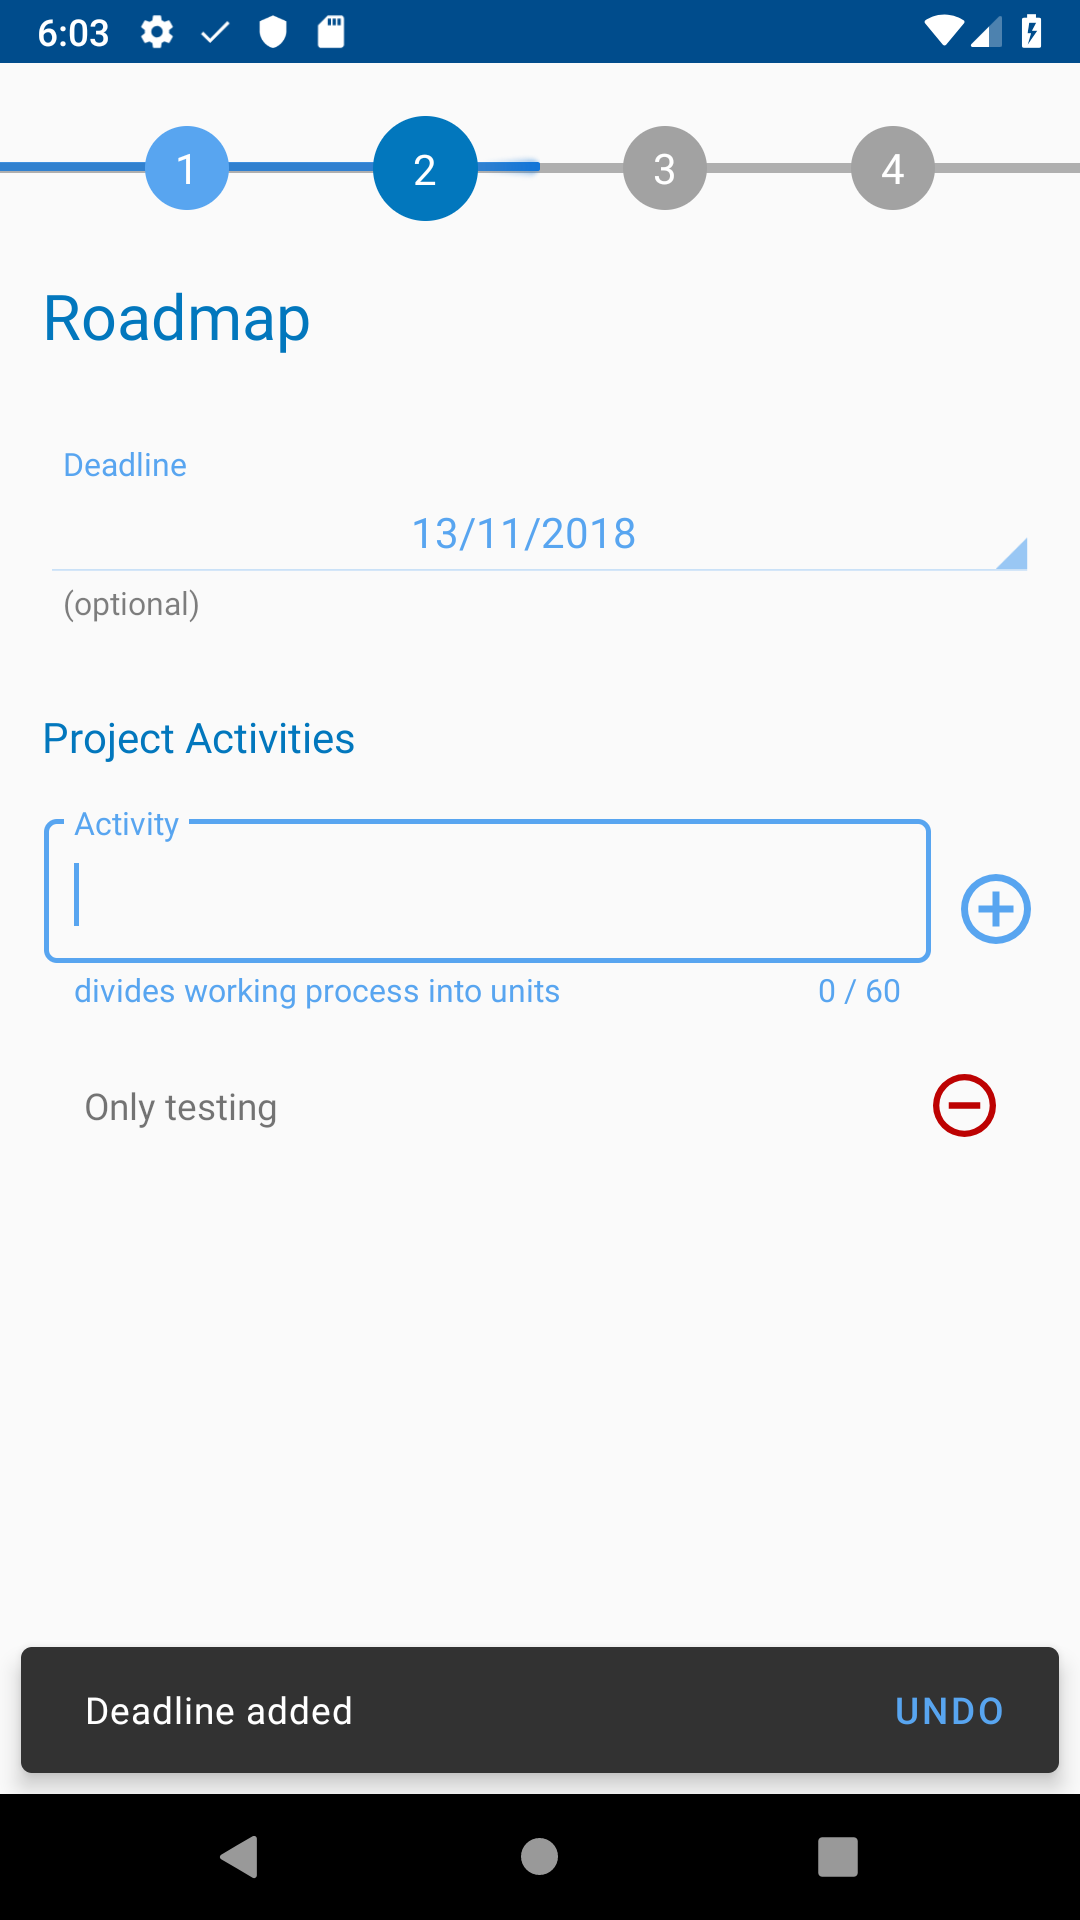 6:03
1 2 3 4
Roadmap
Deadline
13/11/2018
(optional)
Project Activities
Activity
divides working process into units 0 / 60
Only testing
Deadline added UNDO